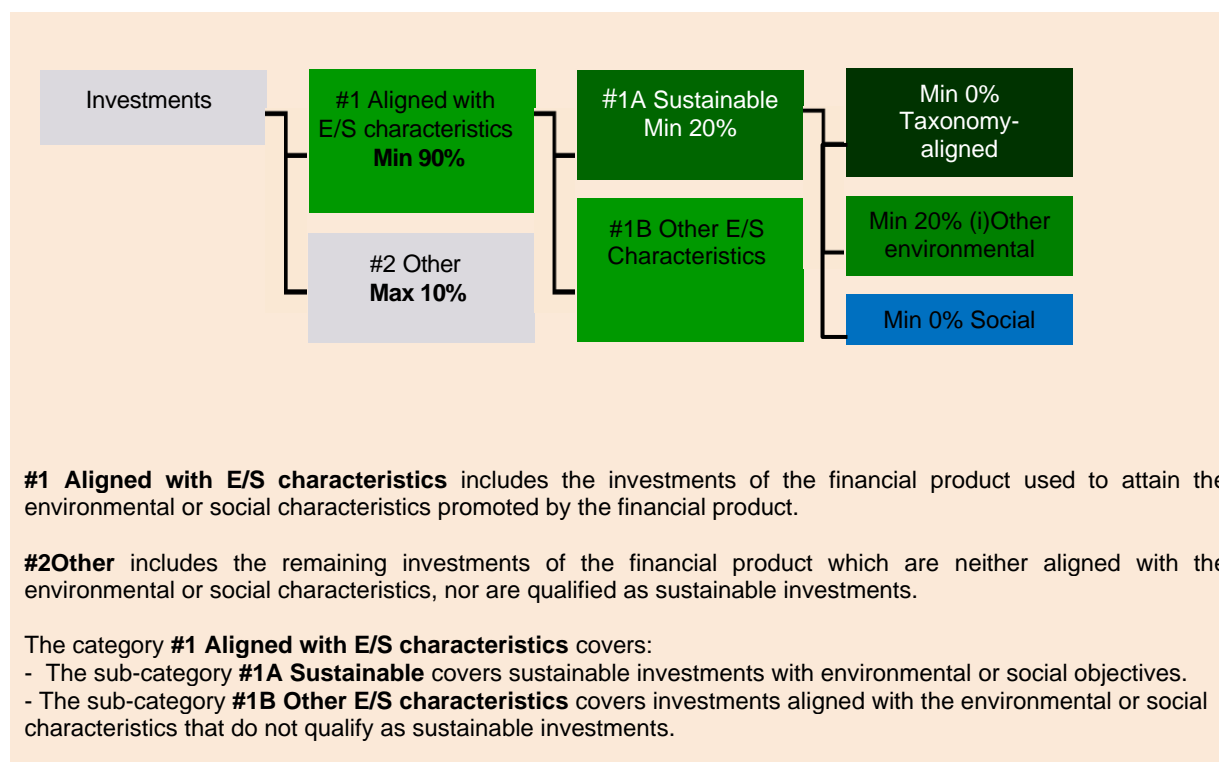 Investments
#1 Aligned with
E/S characteristics
Min 90%
#2 Other
Max 10%
#1A Sustainable
Min 20%
#1B Other E/S
Characteristics
Min 0%
Taxonomy-
aligned
Min 20% (i)Other
environmental
Min 0% Social
#1 Aligned with E/S characteristics includes the investments of the financial product used to attain the
environmental or social characteristics promoted by the financial product.
#2Other includes the remaining investments of the financial product which are neither aligned with the
environmental or social characteristics, nor are qualified as sustainable investments.
The category #1 Aligned with E/S characteristics covers:
- The sub-category #1A Sustainable covers sustainable investments with environmental or social objectives.
- The sub-category #1B Other E/S characteristics covers investments aligned with the environmental or social
characteristics that do not qualify as sustainable investments.